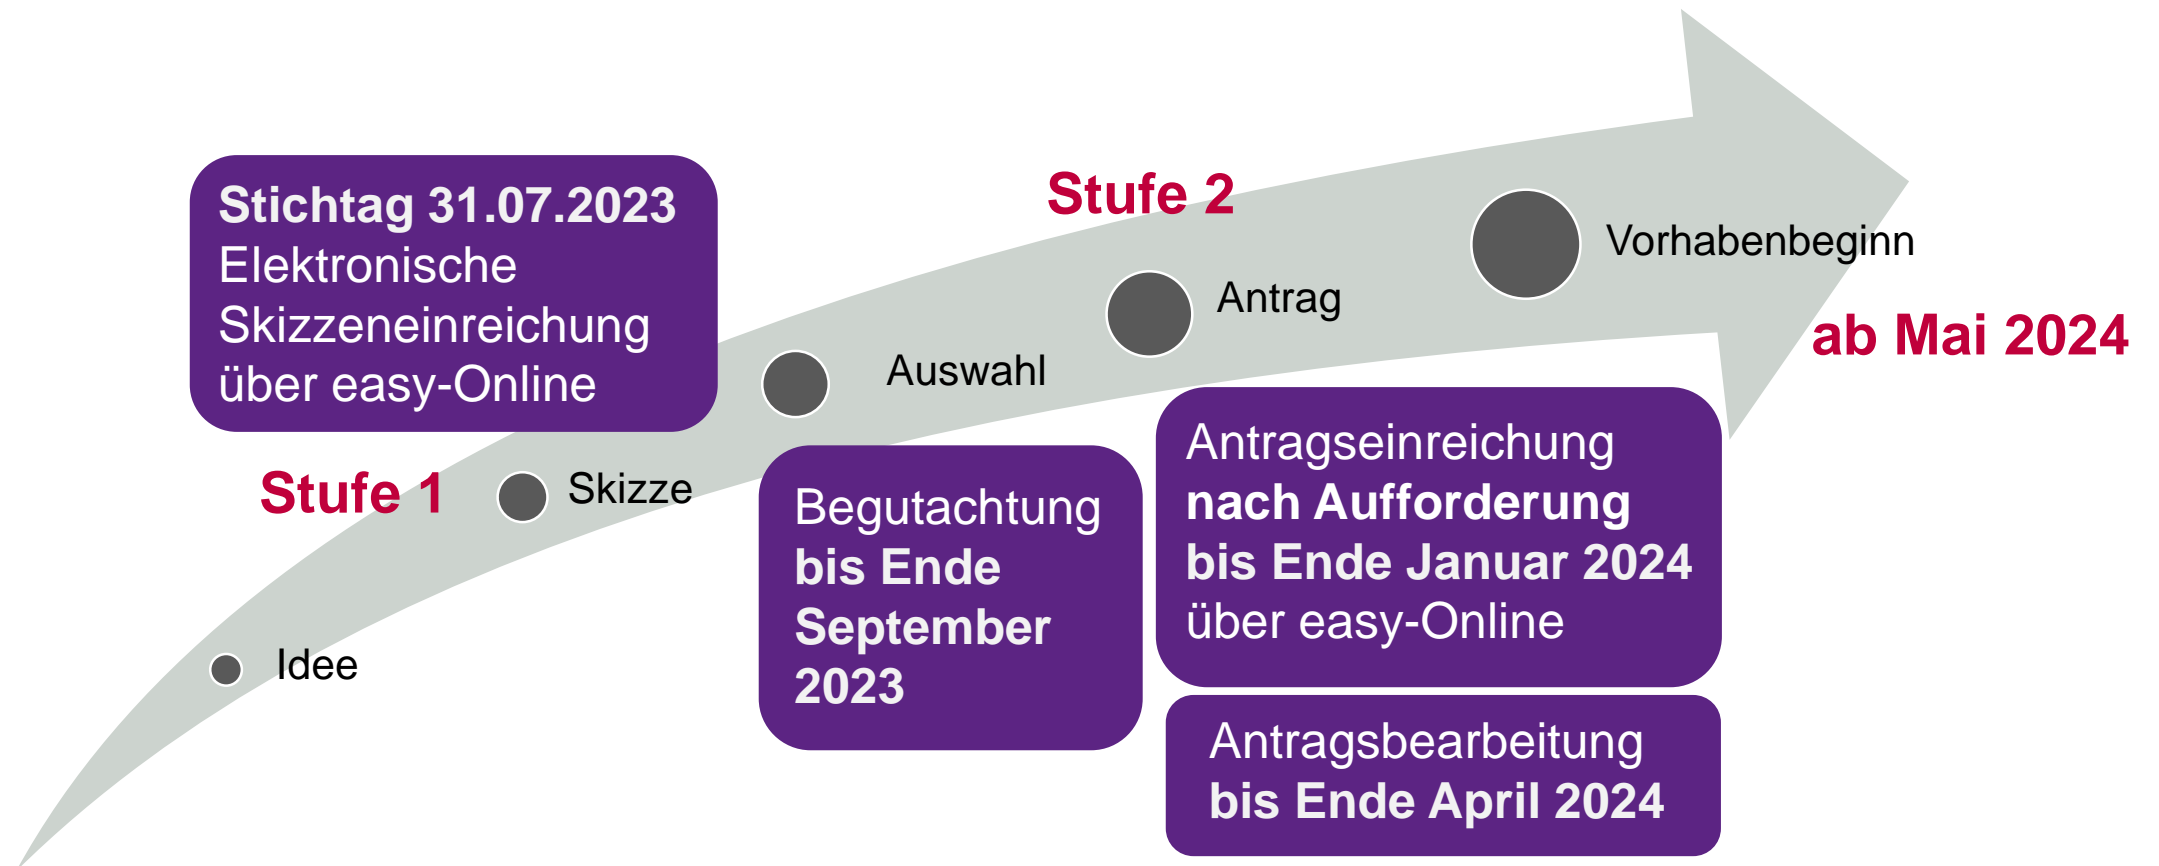 Stichtag 31.07.2023
Elektronische
Skizzeneinreichung
über easy-Online
Stufe 1
Idee
Skizze
Auswahl
Begutachtung
bis Ende
September
2023
Stufe 2
Antrag
Antragseinreichung
nach Aufforderung
bis Ende Januar 2024
über easy-Online
Antragsbearbeitung
bis Ende April 2024
Vorhabenbeginn
ab Mai 2024